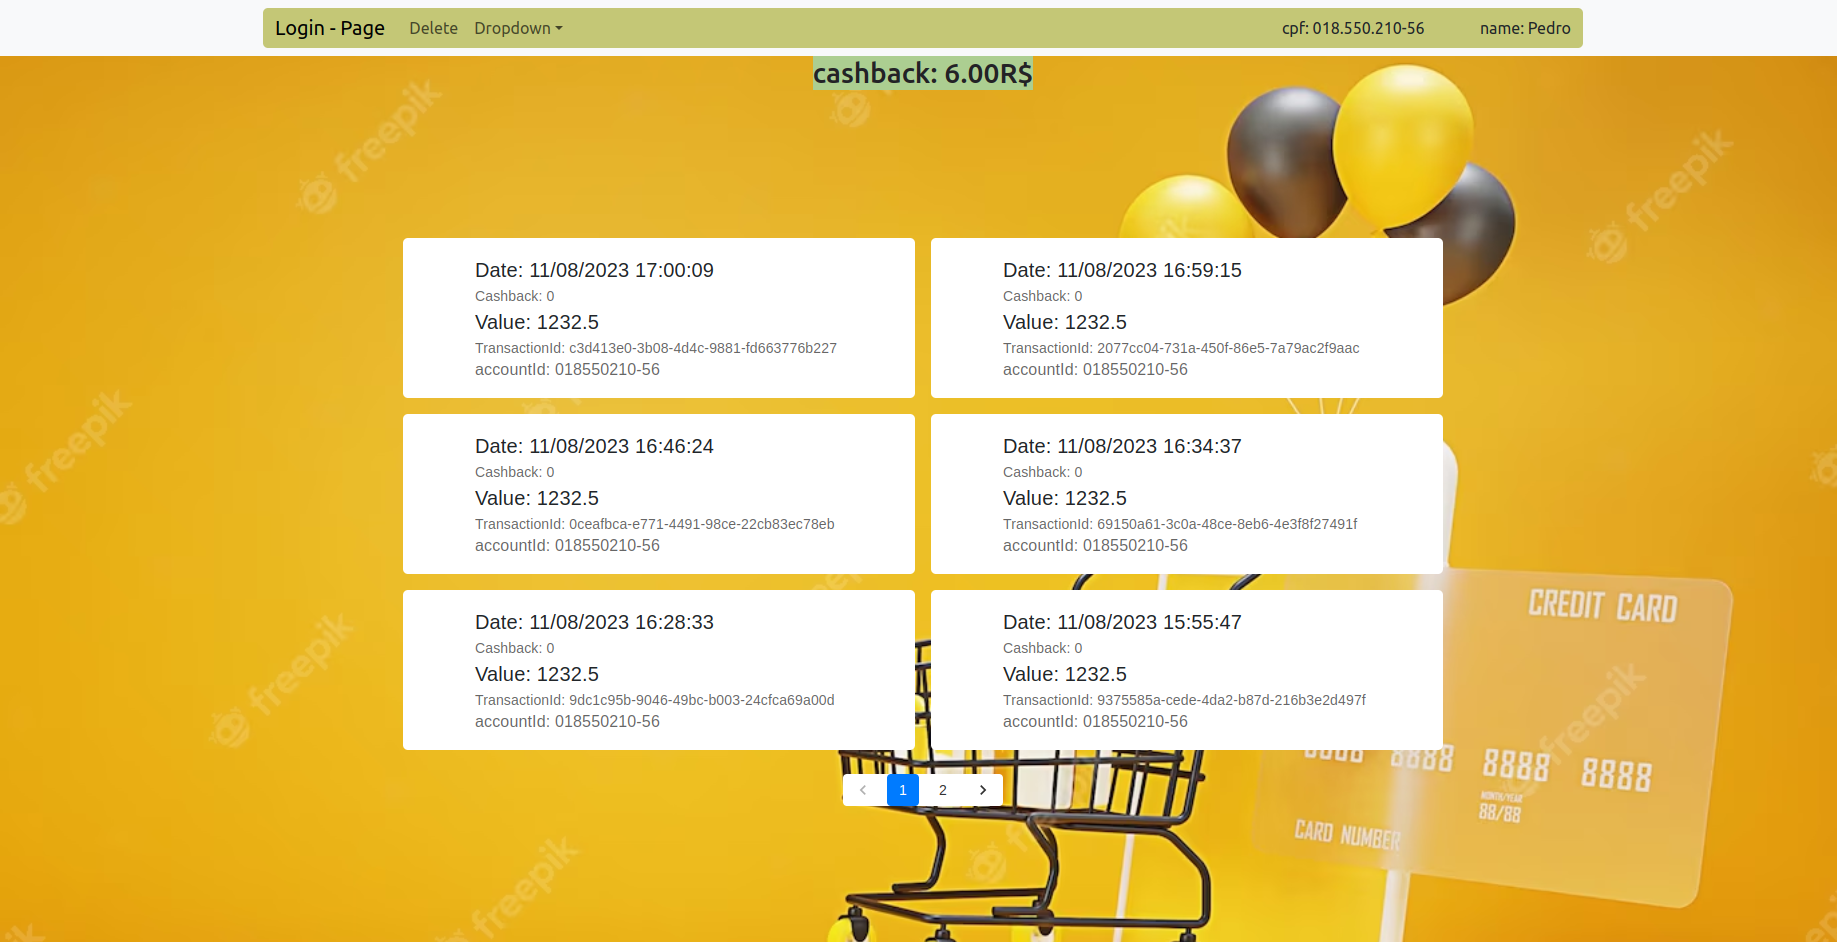 Login - Page Delete Dropdown cpf: 018.550.210-56 name: Pedro
cashback: 6.00R$
freepik
freepik
Date: 11/08/2023 17:00:09
Cashback: 0
Value: 1232.5
TransactionId: c3d413e0-3b08-4d4c-9881-fd663776b227
accountId: 018550210-56
Date: 11/08/2023 16:59:15
Cashback: 0
Value: 1232.5
TransactionId: 2077cc04-731a-450f-86e5-7a79ac2f9aac
accountId: 018550210-56
freepik
Date: 11/08/2023 16:46:24
Cashback: 0
Value: 1232.5
TransactionId: 0ceafbca-e771-4491-98ce-22cb83ec78eb
accountId: 018550210-56
Date: 11/08/2023 16:34:37
Cashback: 0
Value: 1232.5
TransactionId: 69150a61-3c0a-48ce-8eb6-4e3f8f27491f
accountId: 018550210-56
Date: 11/08/2023 16:28:33
Cashback: 0
Value: 1232.5
TransactionId: 9dc1c95b-9046-49bc-b003-24cfca69a00d
accountId: 018550210-56
Date: 11/08/2023 15:55:47
Cashback: 0
Value: 1232.5
TransactionId: 9375585a-cede-4da2-b87d-216b3e2d497f
accountId: 018550210-56
CREDIT CARD
freepik
freepik
8888 8888 8888 8888
MONTH/YEAR
88/88
CARD NUMBER
1 2
freepik